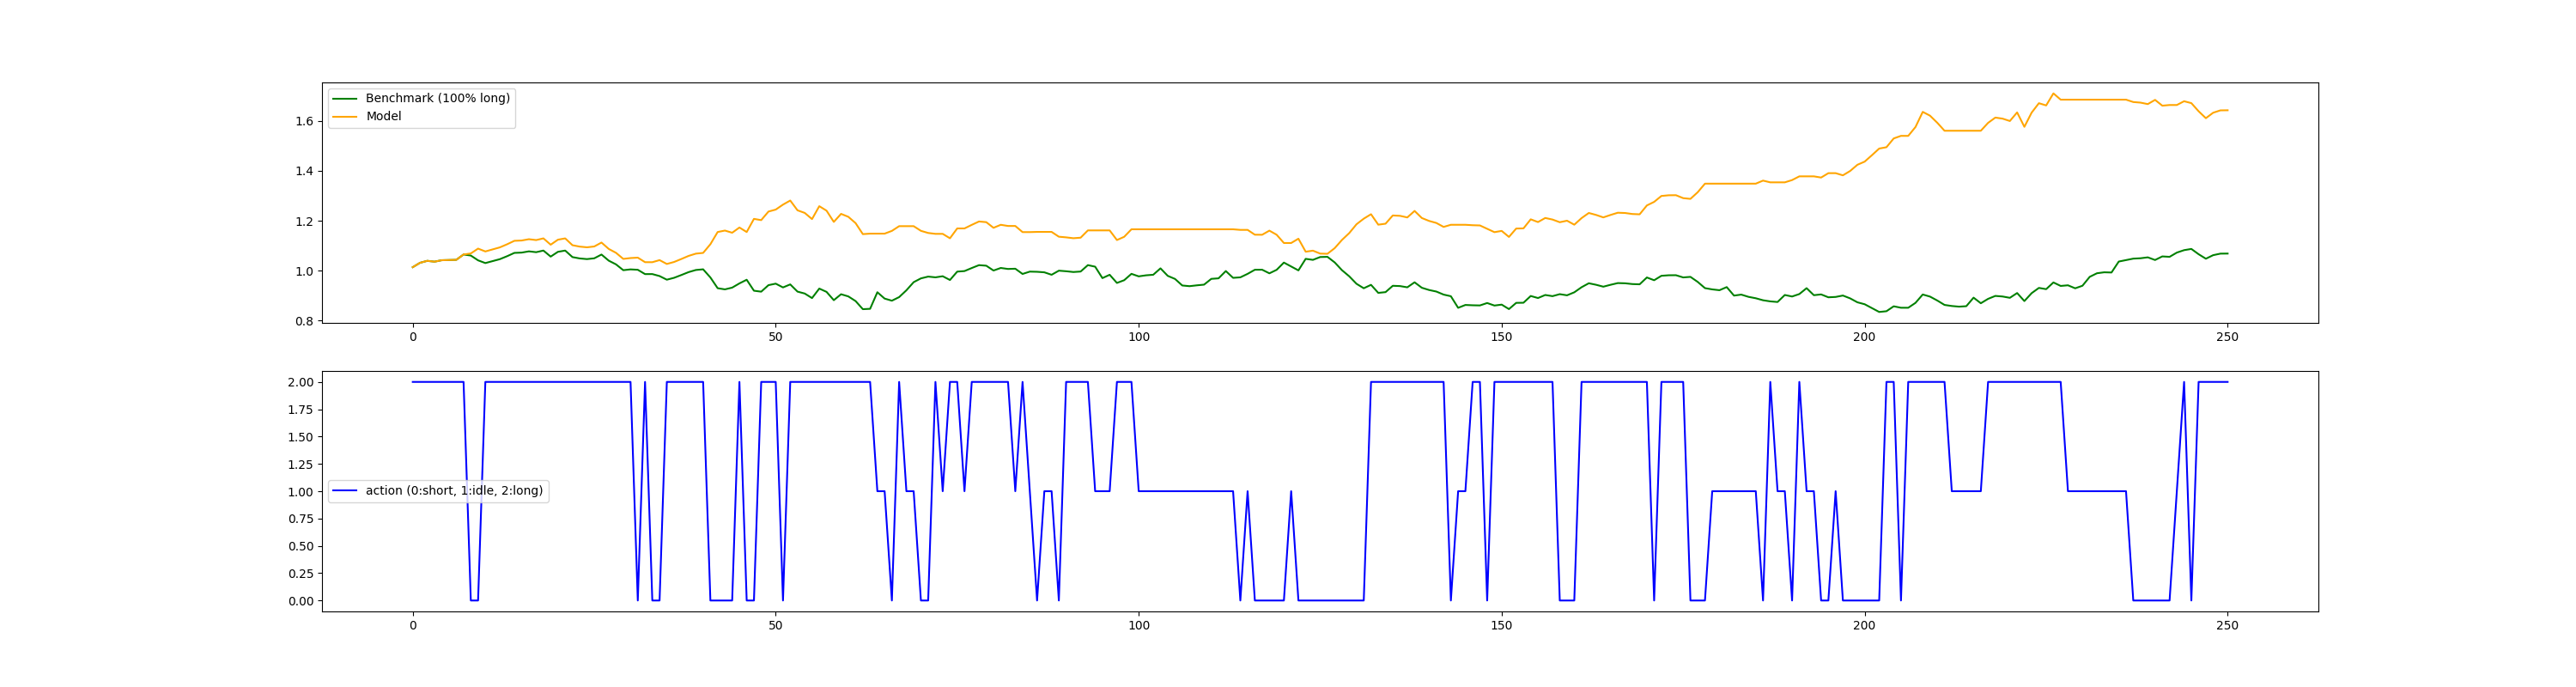 Benchmark (100% long)
Model
1.6
1.4
1.2
1.0
0.8
0 50 100 150 200 250
2.00
1.75
1.50
1.25
1.00
0.75
0.50
0.25
0.00
action (0:short, 1:idle, 2:long)
0 50 100 150 200 250